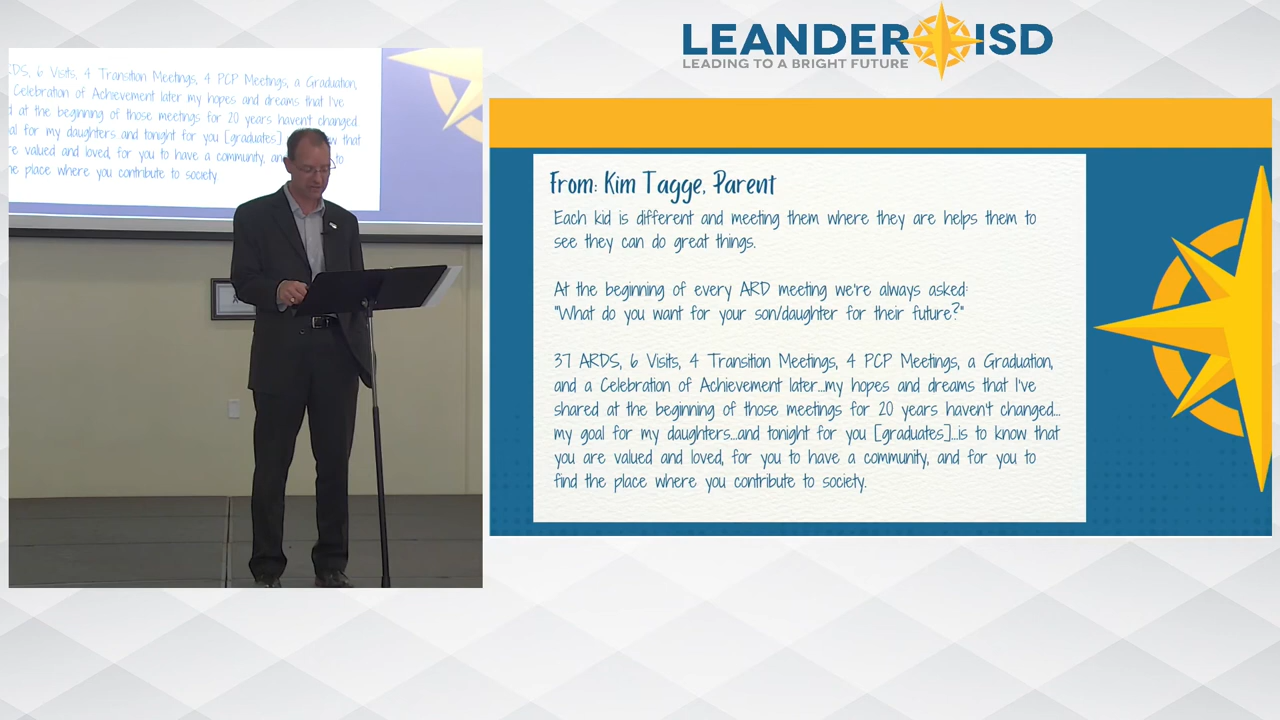 LEANDER ISD
LEADING TO A BRIGHT FUTURE
DS, 6 Visits, 4 Transition Meetings, 4 PCP Meetings, a Graduation,
Celebration of Achievement later my hopes and dreams that I've
at the beginning of those meetings for 20 years haven't changed
al for my daughters and tonight for you [graduates] that
re valued and loved, for you to have a community, an to
he place where you contribute to society
From: Kim Tagge, Parent
Each kid is different and meeting them where they are helps them to
see they can do great things.
At the beginning of every ARD meeting we're always asked:
"What do you want for your son/daughter for their future?"
37 ARDS, 6 Visits, 4 Transition Meetings, 4 PCP Meetings, a Graduation,
and a Celebration of Achievement later...my hopes and dreams that I've
shared at the beginning of those meetings for 20 years haven't changed...
my goal for my daughters...and tonight for you [graduates]...is to know that
you are valued and loved, for you to have a community, and for you to
find the place where you contribute to society.